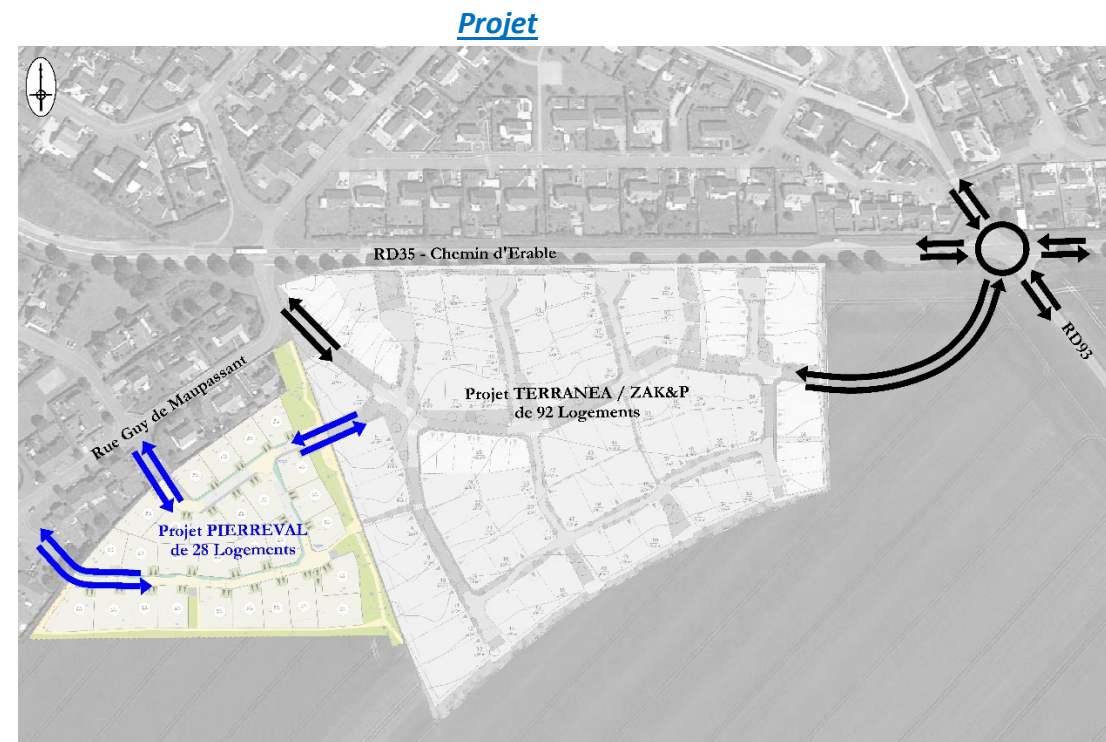 Projet
RD35 - Chemin d'Erable
RD93
Rue Guy de Maupassant
Projet TERRANEA / ZAK&P
de 92 Logements
Projet PIERREVAL
de 28 Logements